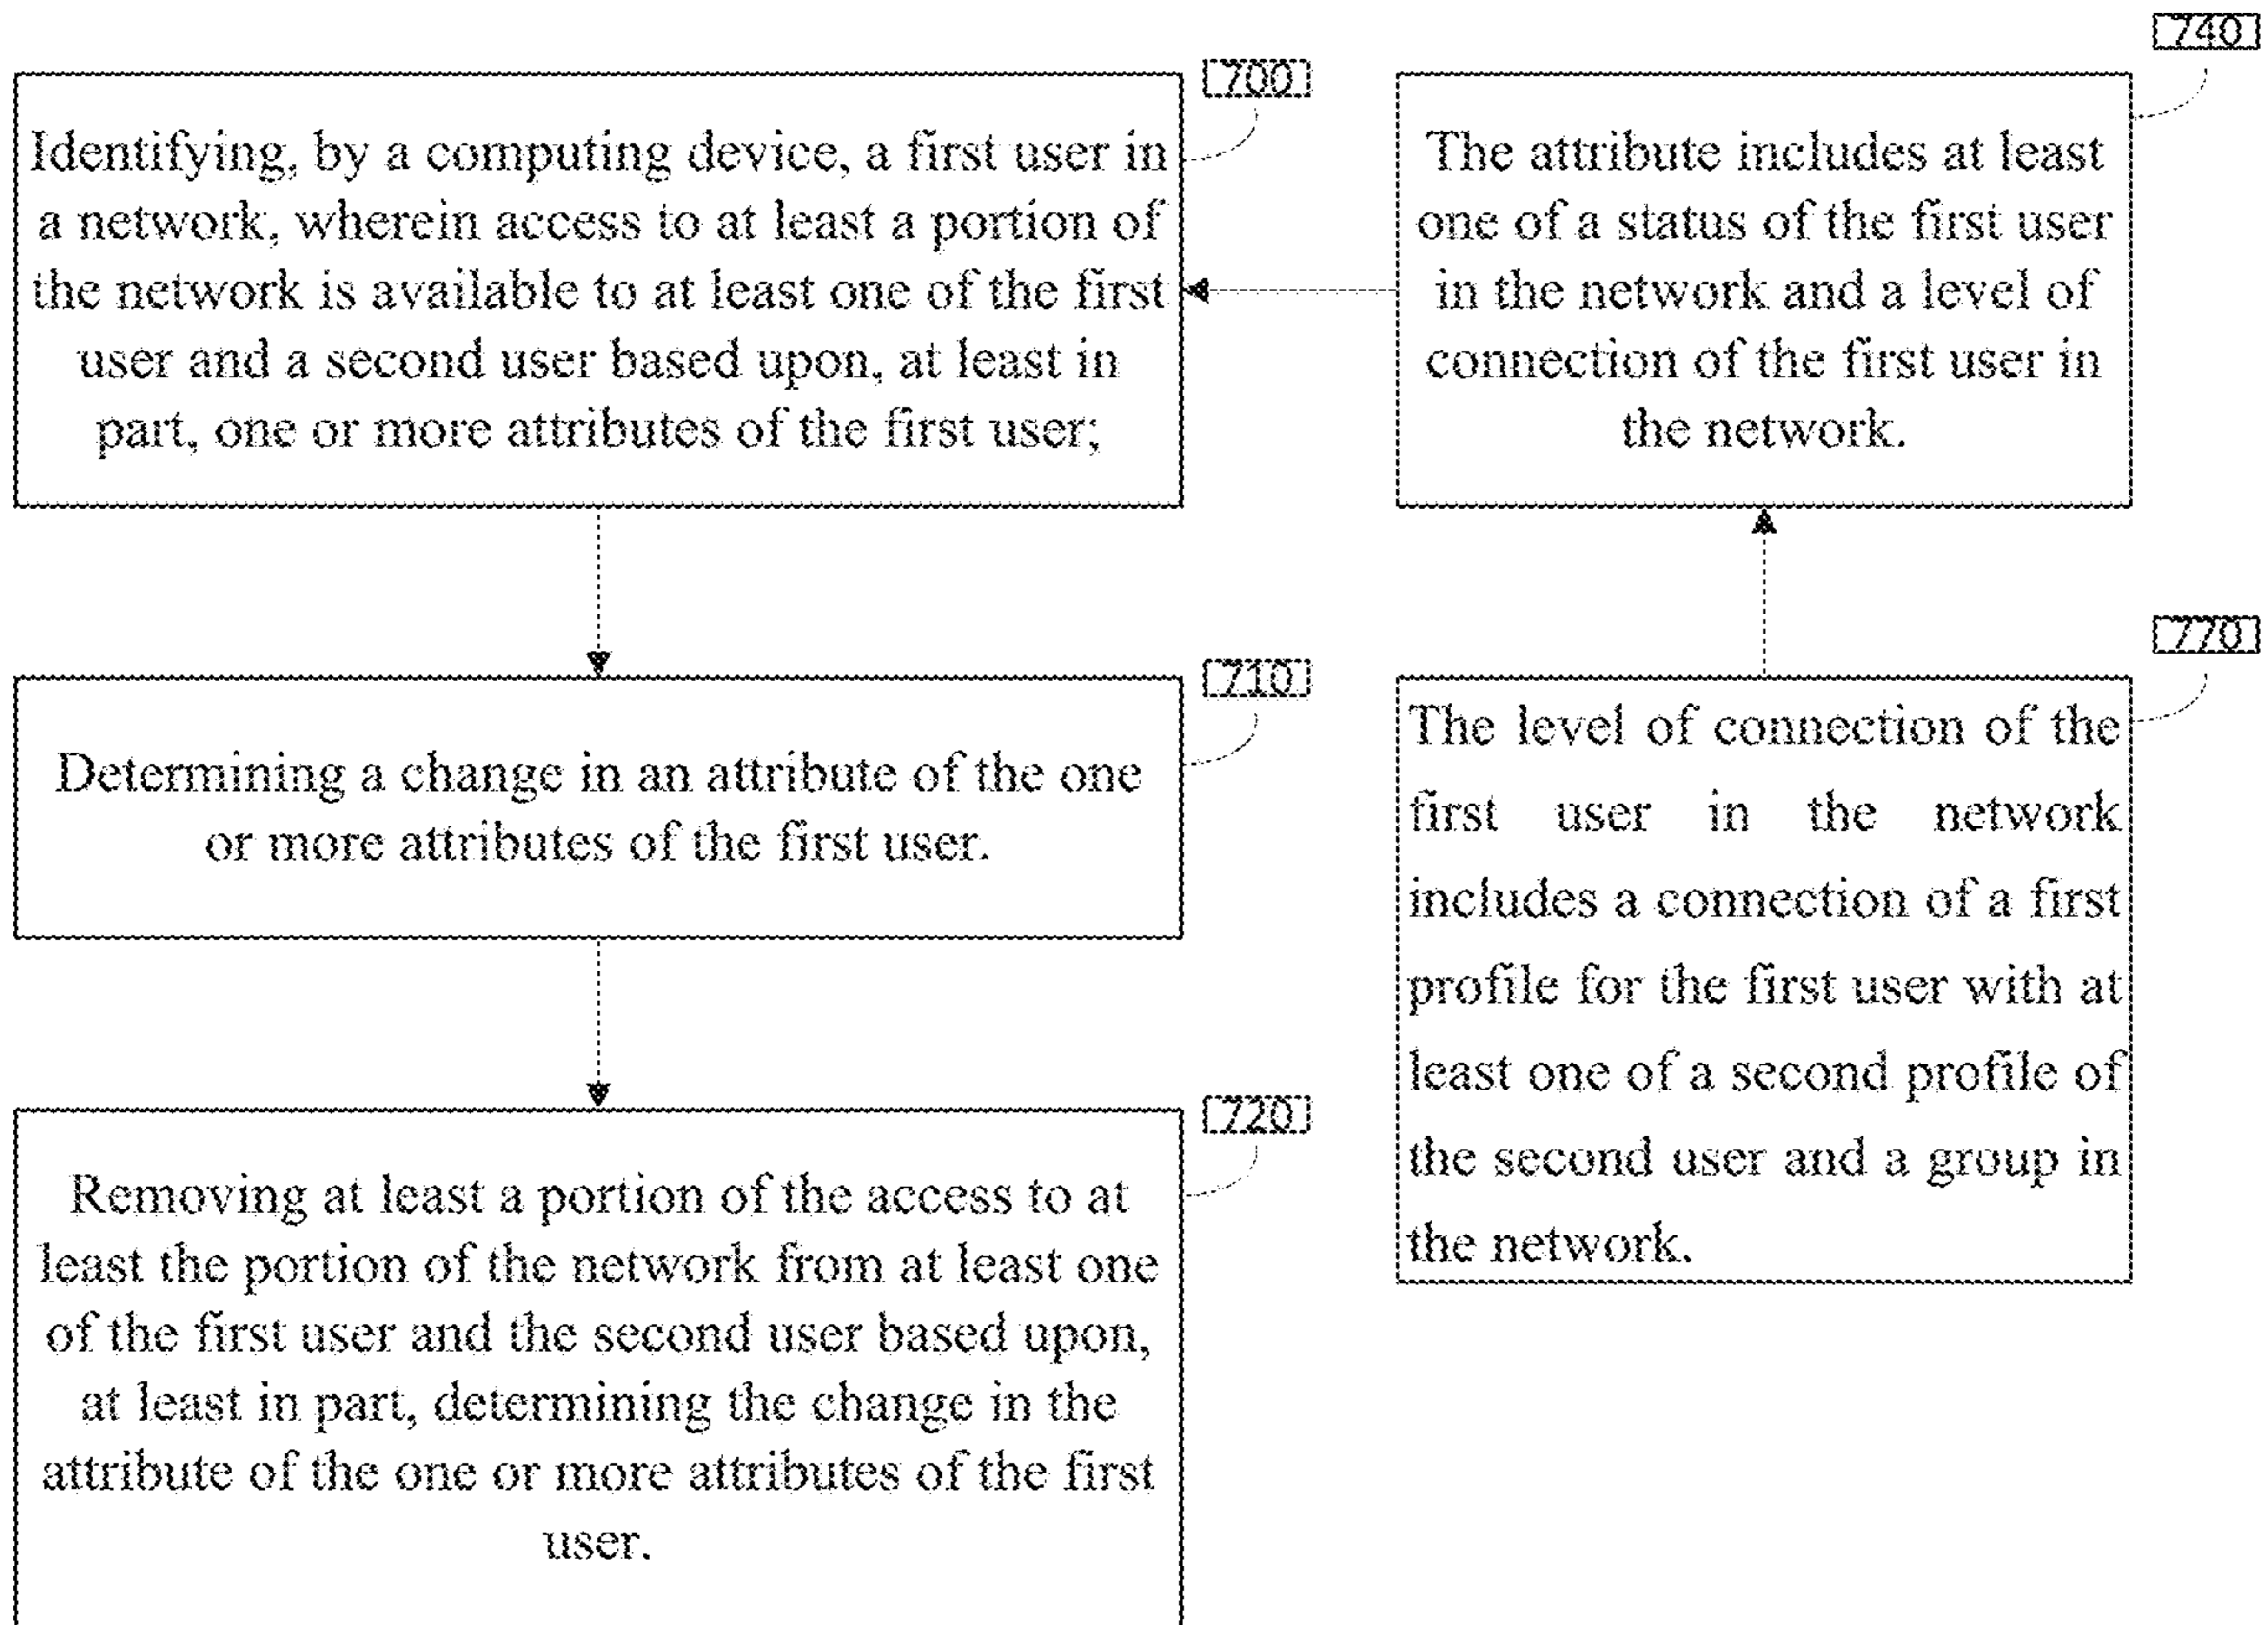 740
700
Identifying, by a computing device, a first user in
a network, wherein access to at least a portion of
the network is available to at least one of the first
user and a second user based upon, at least in
part, one or more attributes of the first user;
The attribute includes at least
one of a status of the first user
in the network and a level of
connection of the first user in
the network.
710
Determining a change in an attribute of the one
or more attributes of the first user.
770
The level of connection of the
first user in the network
includes a connection of a first
profile for the first user with at
least one of a second profile of
the second user and a group in
the network.
720
Removing at least a portion of the access to at
least the portion of the network from at least one
of the first user and the second user based upon,
at least in part, determining the change in the
attribute of the one or more attributes of the first
user.